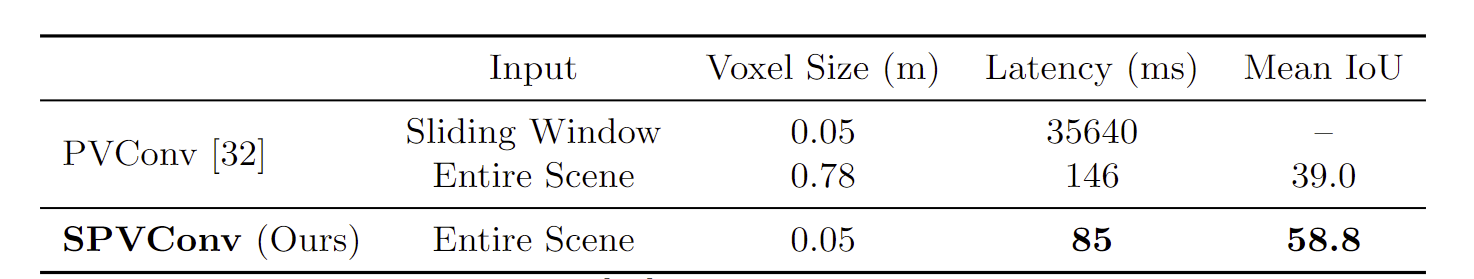 Input Voxel Size (m) Latency (ms) Mean IoU
PVConv [32]
Sliding Window 0.05 35640 –
Entire Scene 0.78 146 39.0
SPVConv (Ours) Entire Scene 0.05 85 58.8